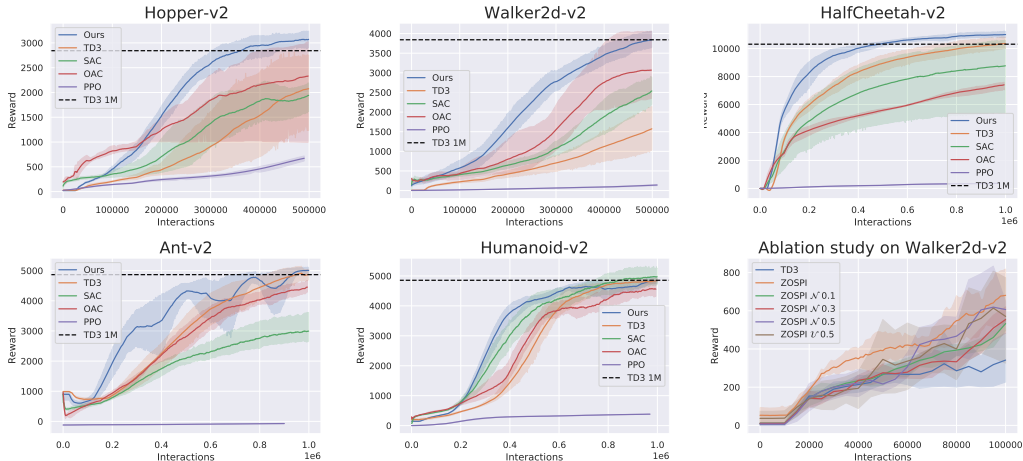 Hopper-v2
Reward
3000
2500
2000
1500
1000
500
0
Ours
TD3
SAC
OAC
PPO
TD3 1M
0 100000 200000 300000 400000 500000
Interactions
Walker2d-v2
Reward
4000
3500
3000
2500
2000
1500
1000
500
0
Ours
TD3
SAC
OAC
PPO
TD3 1M
0 100000 200000 300000 400000 500000
Interactions
HalfCheetah-v2
Reward
10000
8000
6000
4000
2000
0
Ours
TD3
SAC
OAC
PPO
TD3 1M
0.0 0.2 0.4 0.6 0.8 1.0
Interactions
1e6
Ant-v2
Reward
5000
4000
3000
2000
1000
0
Ours
TD3
SAC
OAC
PPO
TD3 1M
0.0 0.2 0.4 0.6 0.8 1.0
Interactions
1e6
Humanoid-v2
Reward
5000
4000
3000
2000
1000
0
Ours
TD3
SAC
OAC
PPO
TD3 1M
0.0 0.2 0.4 0.6 0.8 1.0
Interactions
1e6
Ablation study on Walker2d-v2
Reward
800
600
400
200
0
TD3
ZOSPI
ZOSPI 𝒩 0.1
ZOSPI 𝒩 0.3
ZOSPI 𝒩 0.5
ZOSPI 𝒰 0.5
0 20000 40000 60000 80000 100000
Interactions